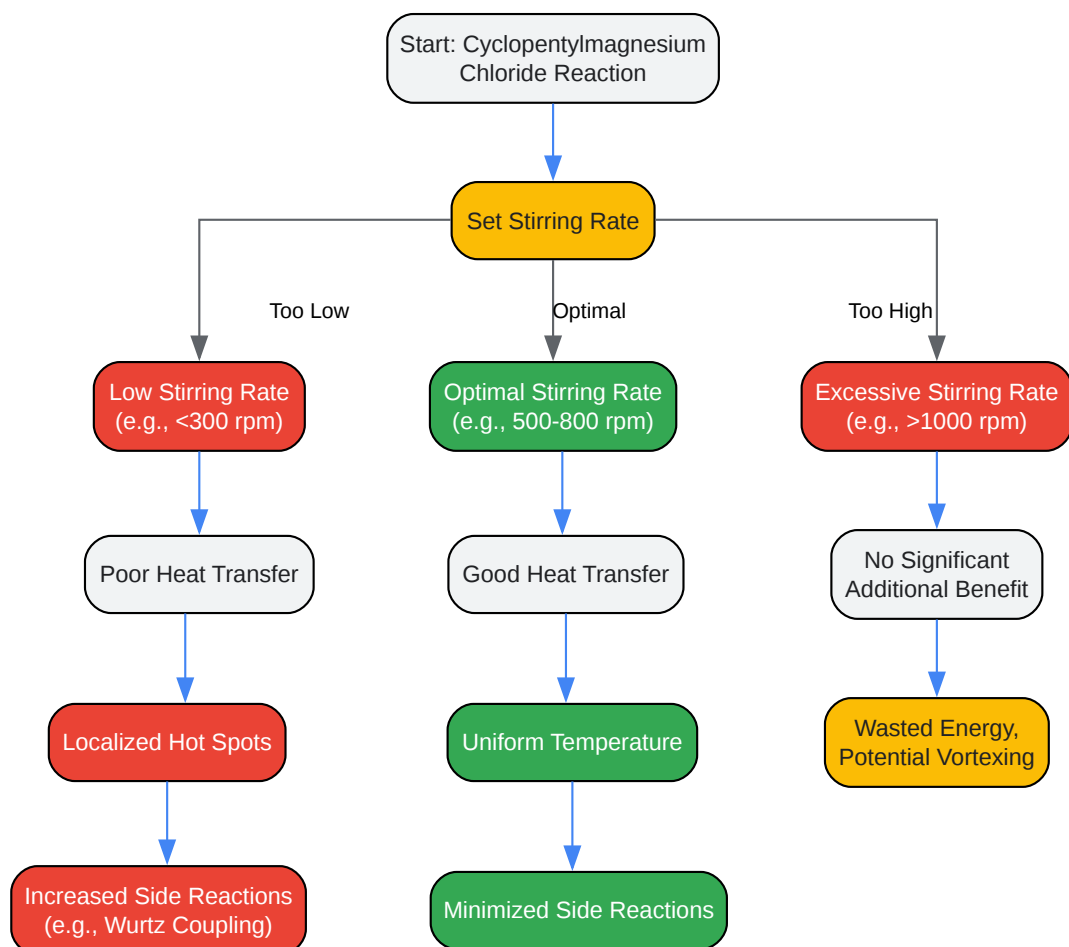 Start: Cyclopentylmagnesium
Chloride Reaction
Set Stirring Rate
Too Low
Optimal
Too High
Low Stirring Rate
(e.g., <300 rpm)
Optimal Stirring Rate
(e.g., 500-800 rpm)
Excessive Stirring Rate
(e.g., >1000 rpm)
Poor Heat Transfer
Good Heat Transfer
No Significant
Additional Benefit
Localized Hot Spots
Uniform Temperature
Wasted Energy,
Potential Vortexing
Increased Side Reactions
(e.g., Wurtz Coupling)
Minimized Side Reactions